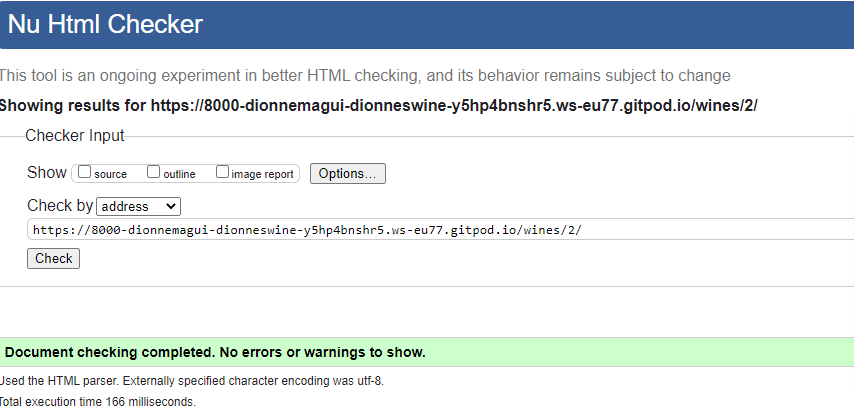 Nu Html Checker
This tool is an ongoing experiment in better HTML checking, and its behavior remains subject to change
Showing results for https://8000-dionnemagui-dionneswine-y5hp4bnshr5.ws-eu77.gitpod.io/wines/2/
Checker Input
Show source outline image report Options...
Check by address
https://8000-dionnemagui-dionneswine-y5hp4bnshr5.ws-eu77.gitpod.io/wines/2/
Check
Document checking completed. No errors or warnings to show.
Used the HTML parser. Externally specified character encoding was utf-8.
Total execution time 166 milliseconds.